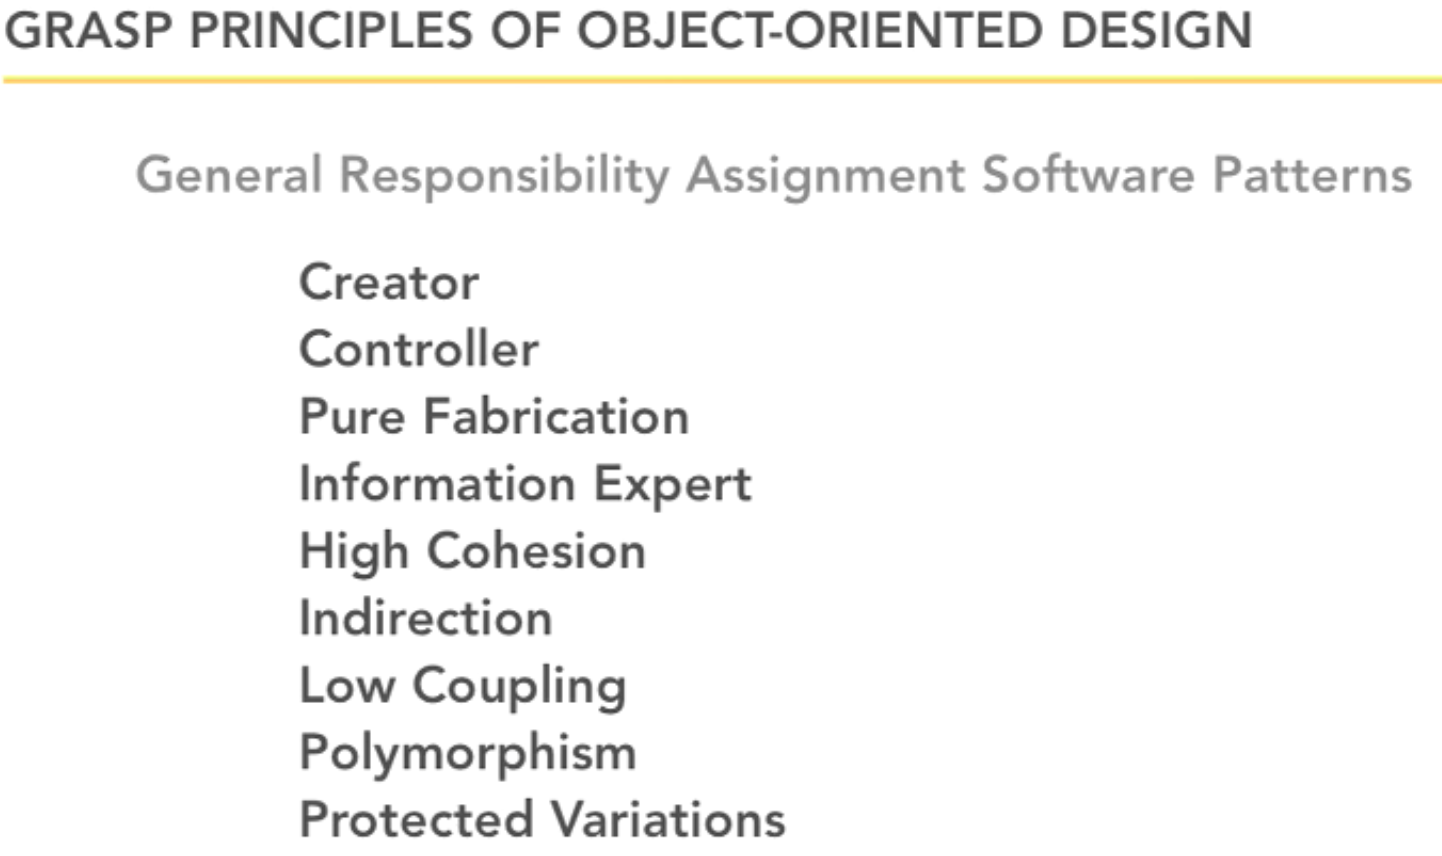 GRASP PRINCIPLES OF OBJECT-ORIENTED DESIGN
General Responsibility Assignment Software Patterns
Creator
Controller
Pure Fabrication
Information Expert
High Cohesion
Indirection
Low Coupling
Polymorphism
Protected Variations